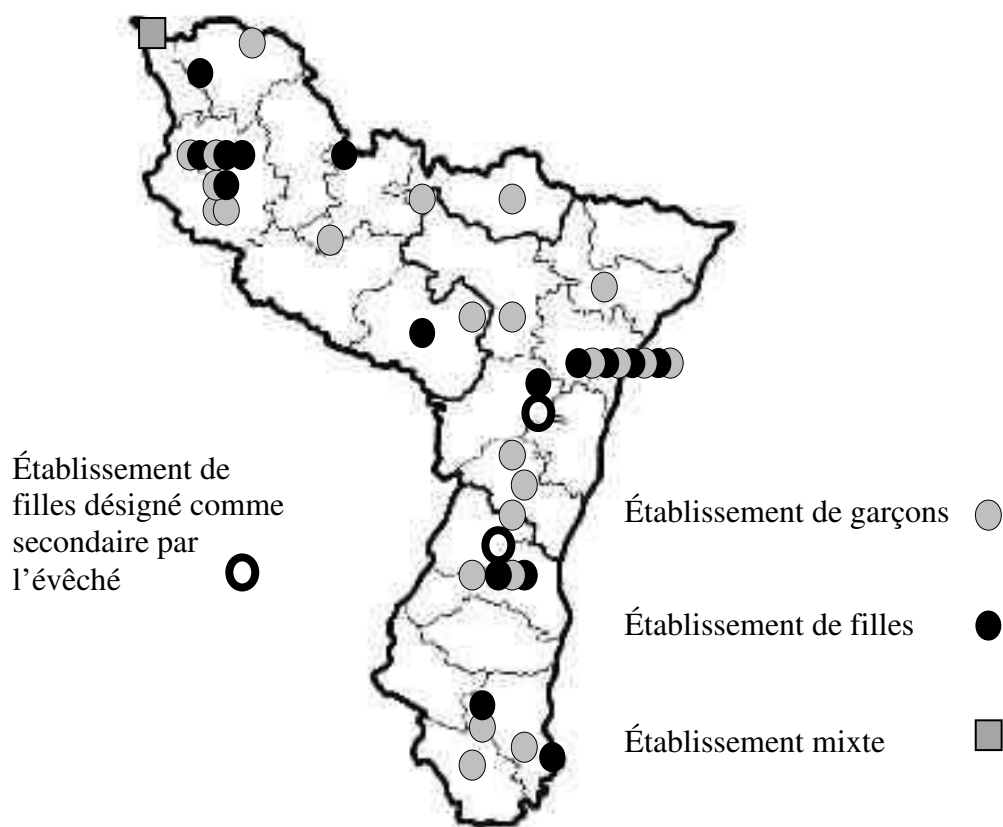 Établissement de
filles désigné comme
secondaire par
l’évêché
Établissement de garçons
Établissement de filles
Établissement mixte